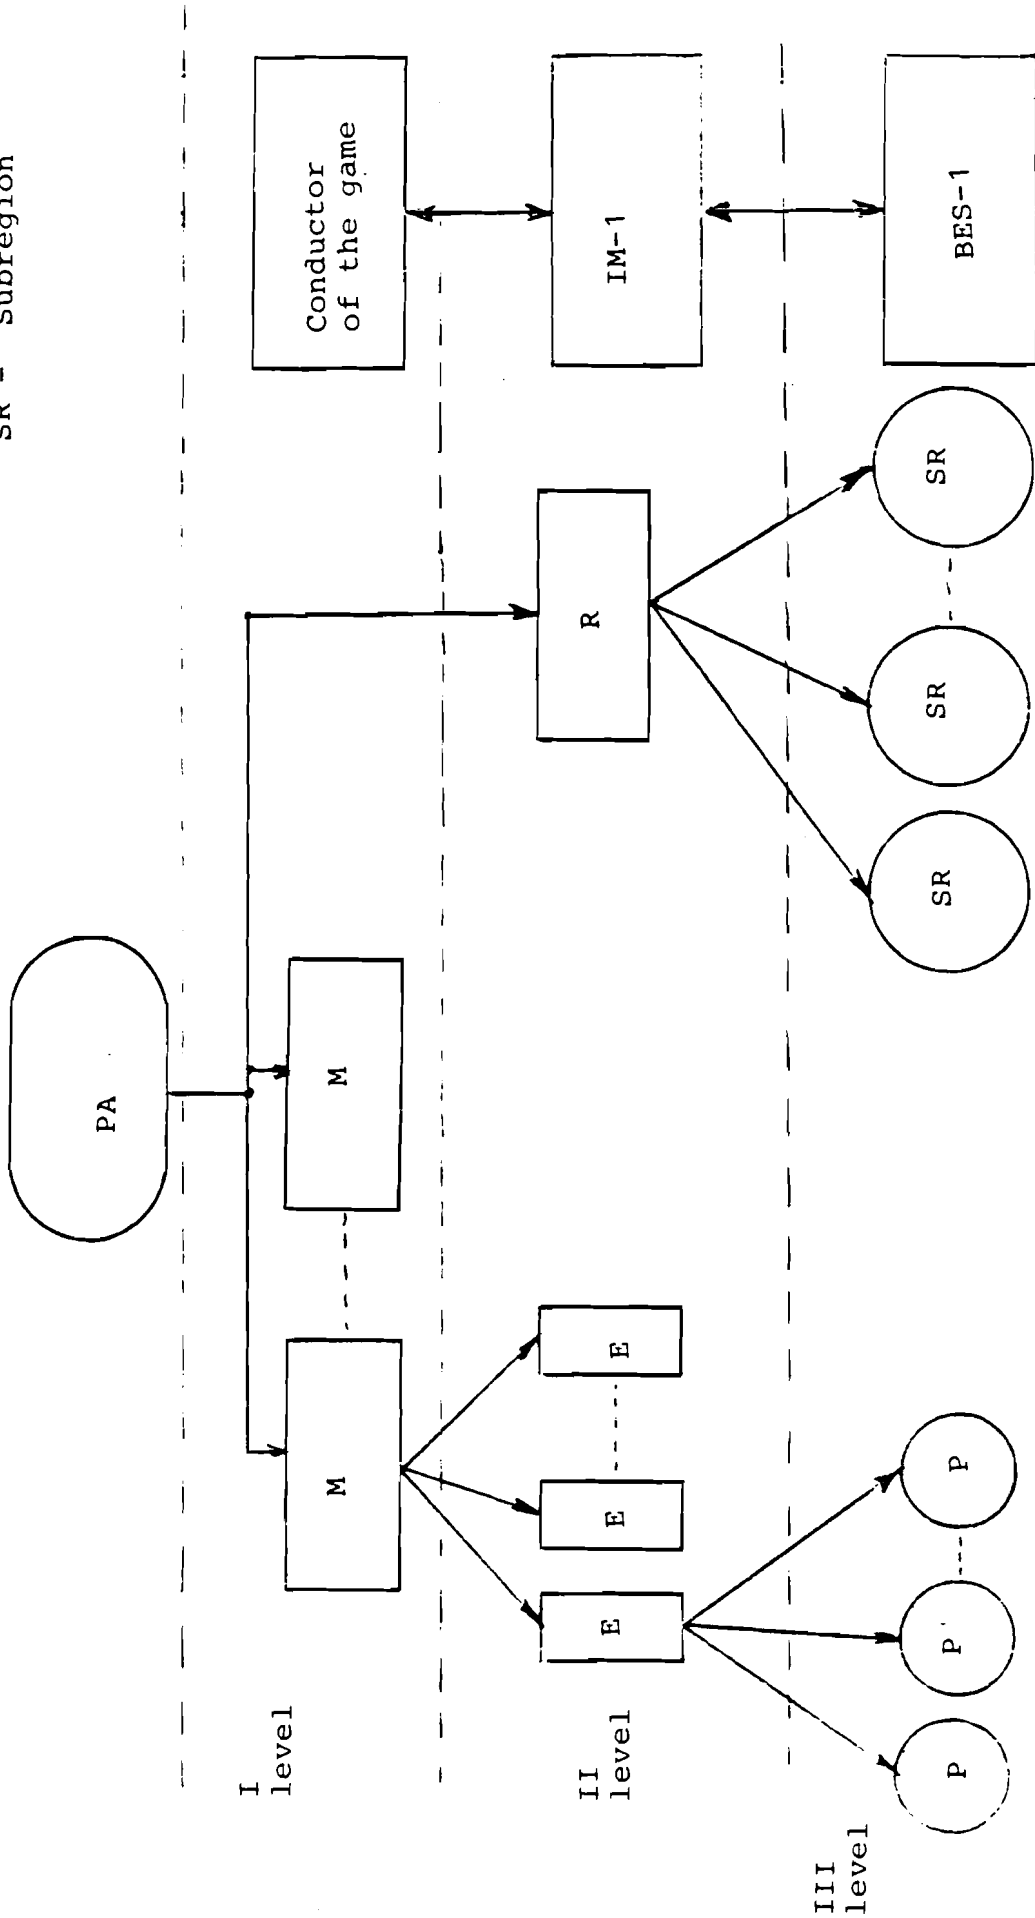 SR - Subregion
PA
I
level
M
M
Conductor
of the game
II
level
E
E
E
R
IM-1
III
level
P
P
P
SR
SR
SR
BES-1